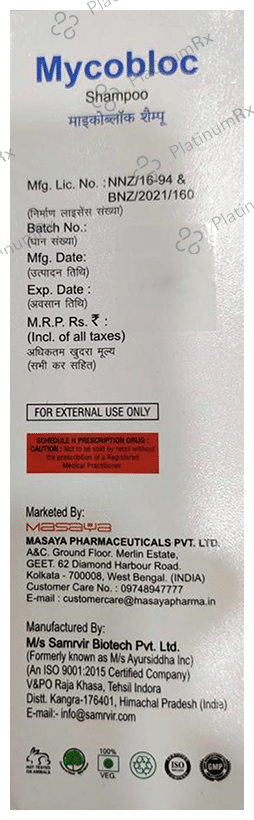 Mycobloc
Shampoo
माइकोब्लॉक शैम्पू
Mfg. Lic. No. : NNZ/16-94 &
BNZ/2021/160
(निर्माण लाइसेंस संख्या)
Batch No.:
(घान संख्या)
Mfg. Date:
(उत्पादन तिथि)
Exp. Date :
(अवसान तिथि)
M.R.P. Rs. ₹ :
(Incl. of all taxes)
अधिकतम खुदरा मूल्य
(सभी कर सहित)
FOR EXTERNAL USE ONLY
SCHEDULE H PRESCRIPTION DRUG :
CAUTION : Not to be sold by retail without
the prescription of a Registered
Medical Practitioner.
Marketed By:
MASAYA
MASAYA PHARMACEUTICALS PVT. LTD.
A&C. Ground Floor. Merlin Estate,
GEET. 62 Diamond Harbour Road.
Kolkata - 700008, West Bengal. (INDIA)
Customer Care No. : 09748947777
E-mail : customercare@masayapharma.in
Manufactured By:
M/s Samrvir Biotech Pvt. Ltd.
(Formerly known as M/s Ayursiddha Inc)
(An ISO 9001:2015 Certified Company)
V&PO Raja Khasa, Tehsil Indora
Distt. Kangra-176401, Himachal Pradesh (India)
E-mail:- info@samrvir.com
NOT TESTED
ON ANIMALS
100%
VEG.
ISO
GMP
PlatinumRx